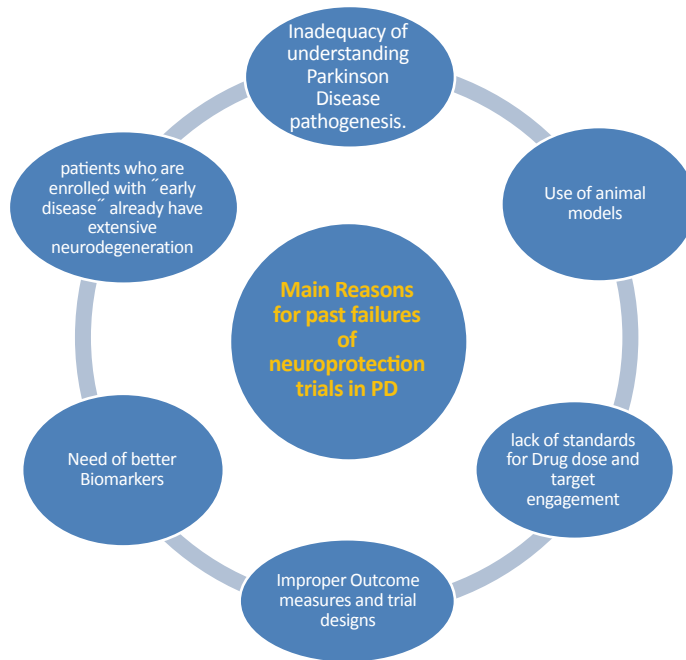 Inadequacy of
understanding
Parkinson
Disease
pathogenesis.
patients who are
enrolled with ˝early
disease˝ already have
extensive
neurodegeneration
Use of animal
models
Main Reasons
for past failures
of
neuroprotection
trials in PD
Need of better
Biomarkers
lack of standards
for Drug dose and
target
engagement
Improper Outcome
measures and trial
designs